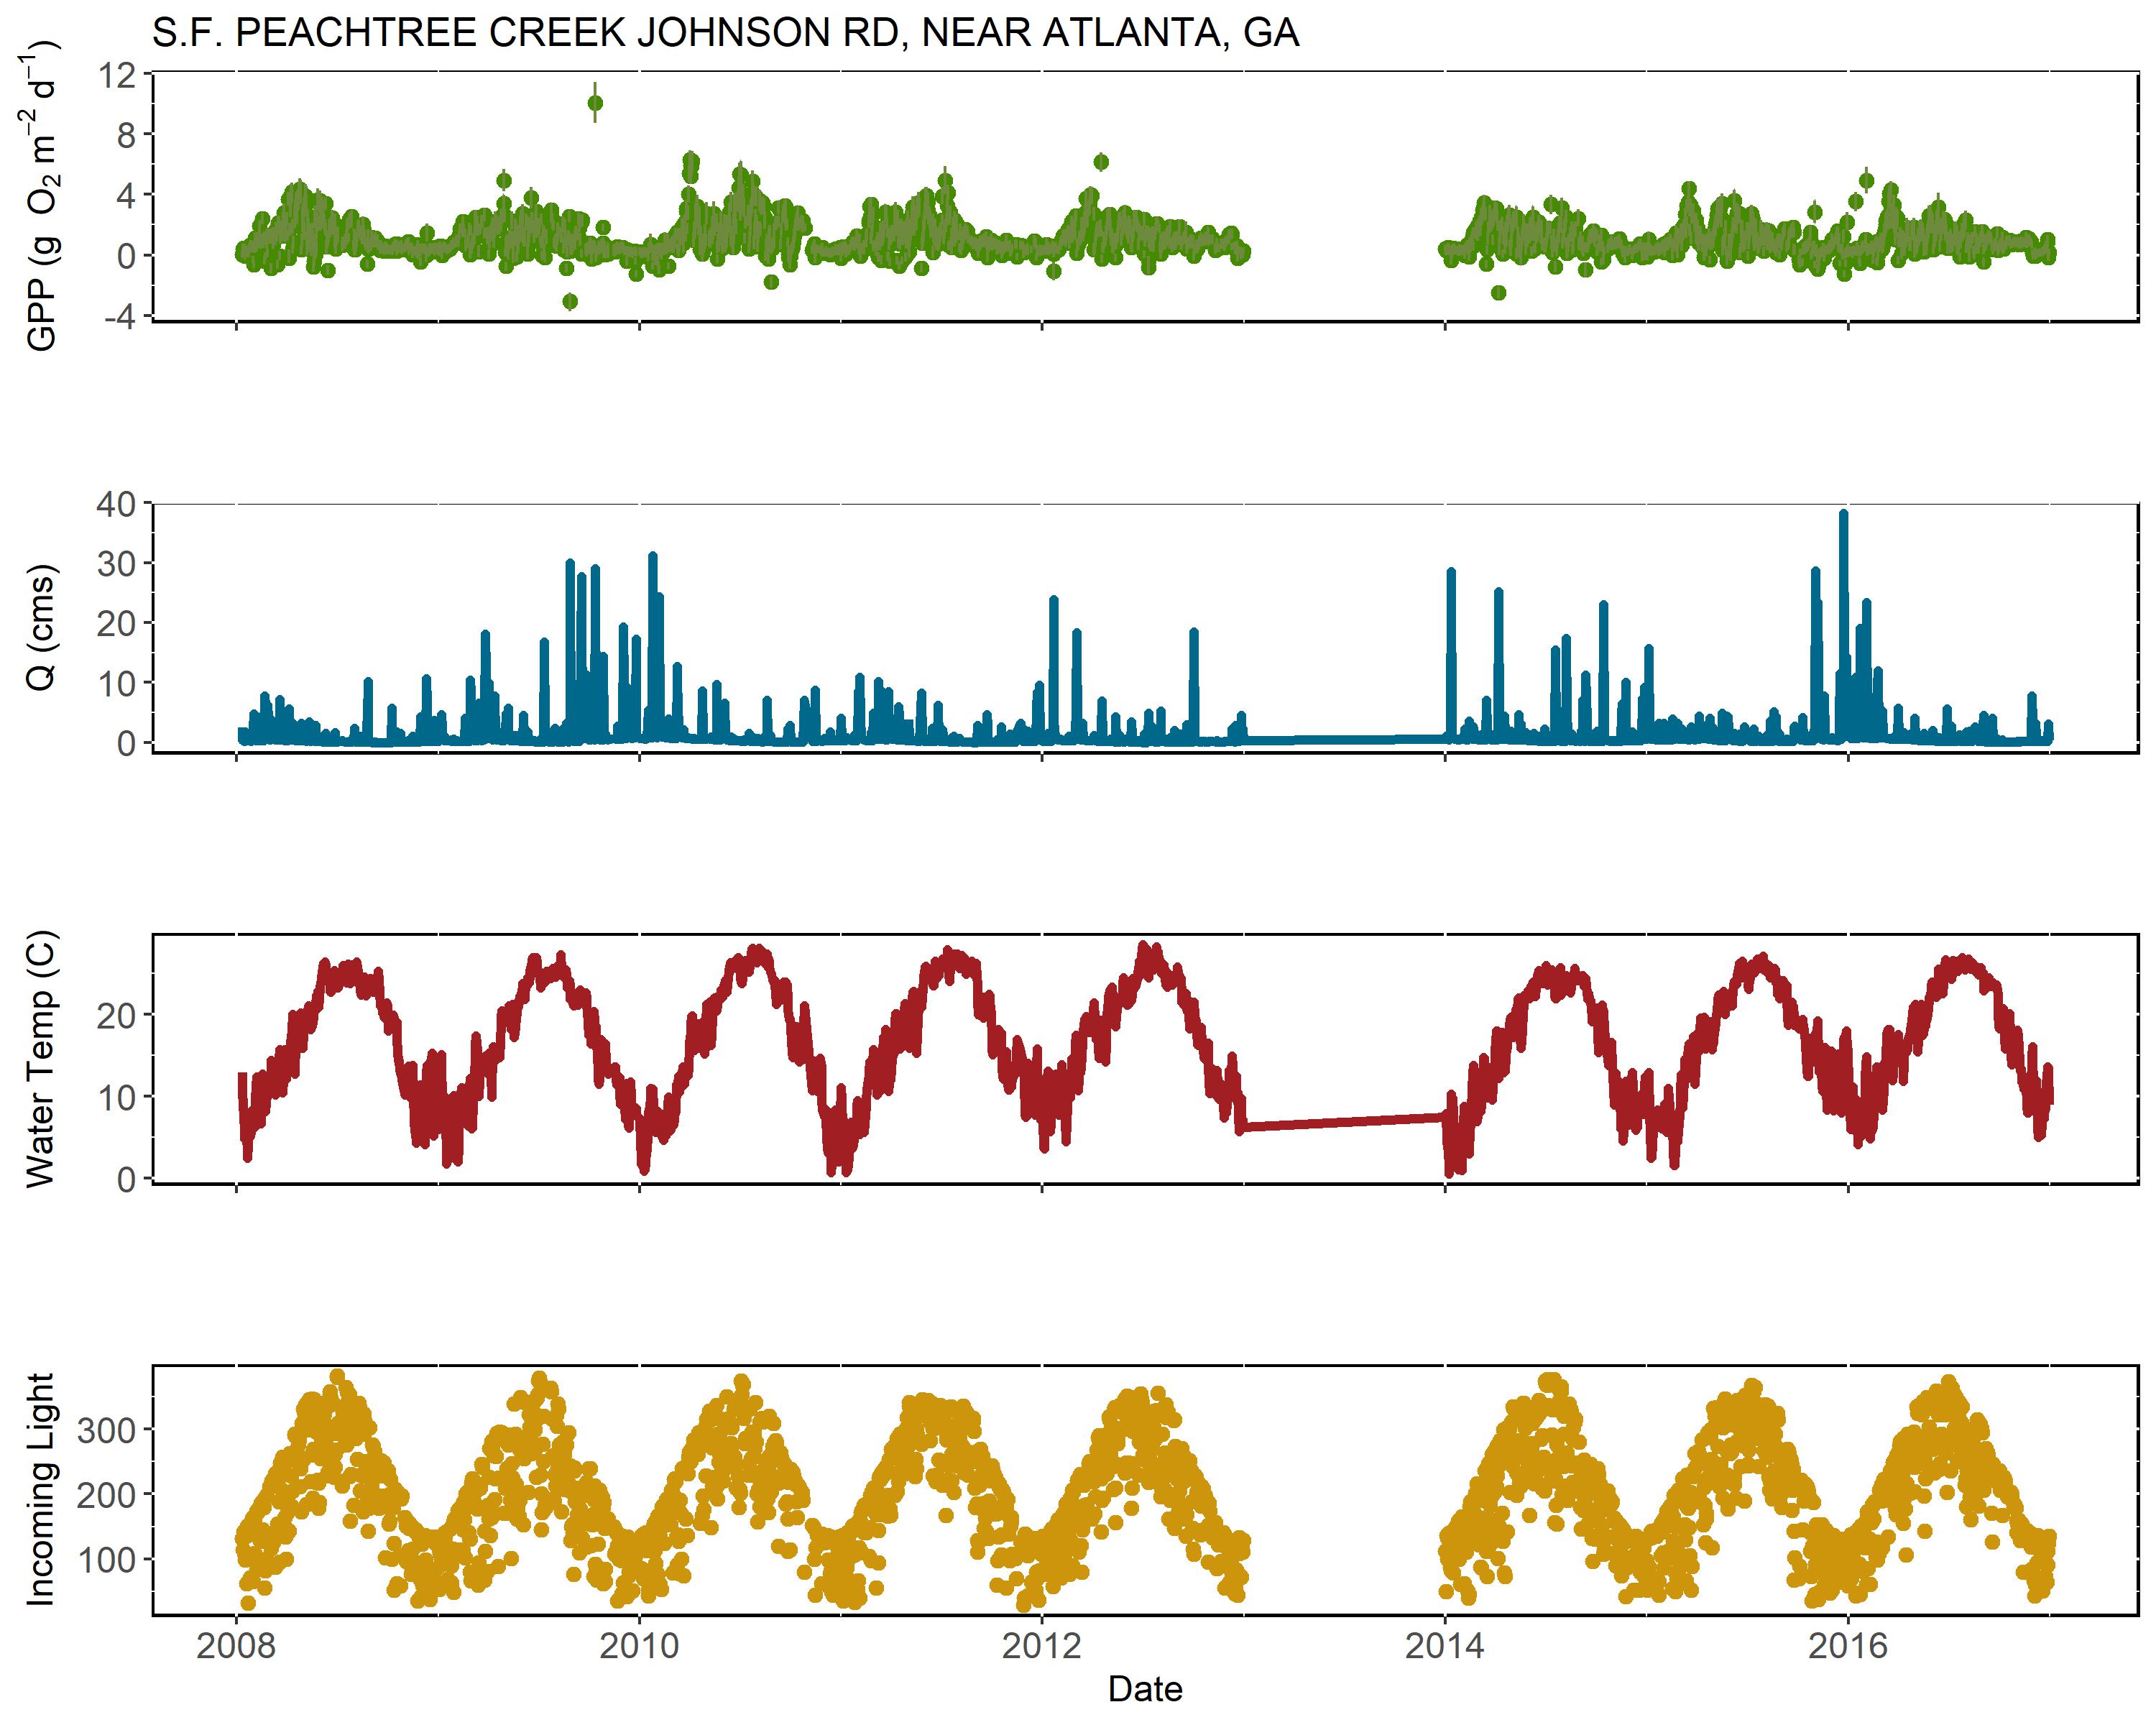 S.F. PEACHTREE CREEK JOHNSON RD, NEAR ATLANTA, GA
GPP (g O₂ m⁻² d⁻¹)
12
8
4
0
-4
Q (cms)
40
30
20
10
0
Water Temp (C)
20
10
0
Incoming Light
300
200
100
2008 2010 2012 2014 2016
Date